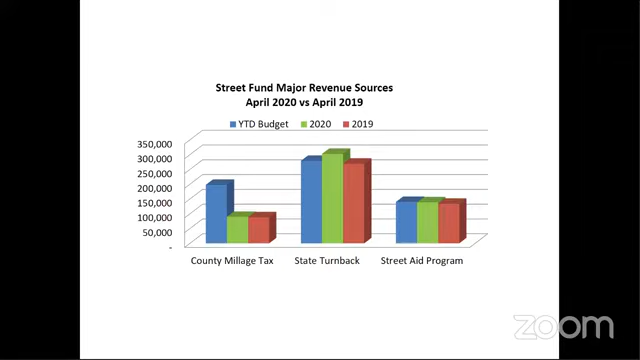 Street Fund Major Revenue Sources
April 2020 vs April 2019
YTD Budget 2020 2019
350,000
300,000
250,000
200,000
150,000
100,000
50,000
-
County Millage Tax State Turnback Street Aid Program
zoom